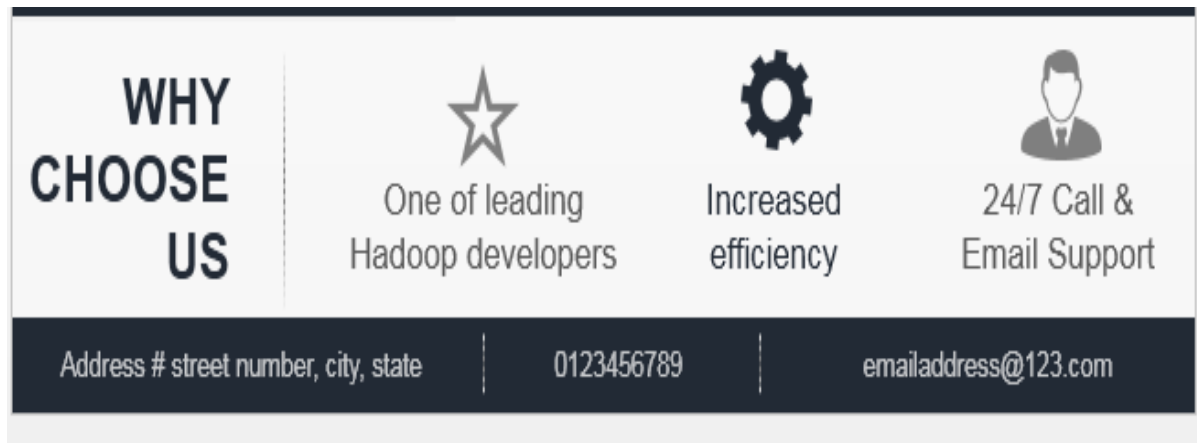 WHY
CHOOSE
US
One of leading
Hadoop developers
Increased
efficiency
24/7 Call &
Email Support
Address # street number, city, state
0123456789
emailaddress@123.com